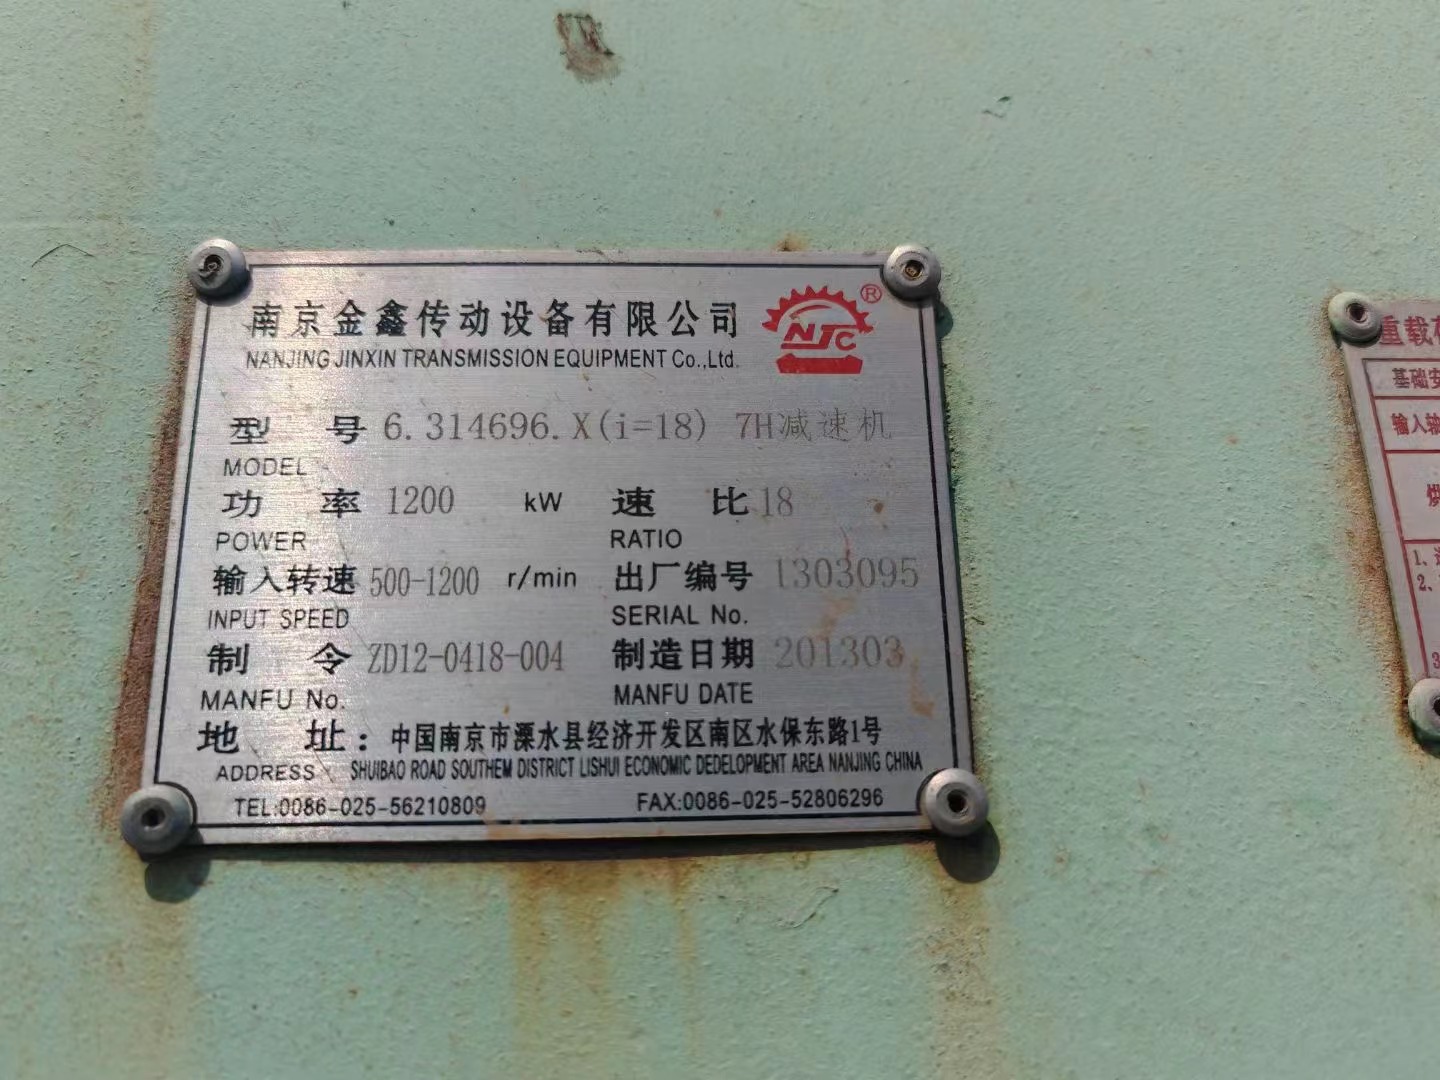 南京金鑫传动设备有限公司
NANJING JINXIN TRANSMISSION EQUIPMENT Co.,Ltd.
NJC ®
型 号 6.314696.X(i=18) 7H减速机
MODEL
功 率 1200 kW 速 比 18
POWER RATIO
输入转速 500-1200 r/min 出厂编号 1303095
INPUT SPEED SERIAL No.
制 令 ZD12-0418-004 制造日期 201303
MANFU No. MANFU DATE
地 址：中国南京市溧水县经济开发区南区水保东路1号
ADDRESS SHUIBAO ROAD SOUTHEM DISTRICT LISHUI ECONOMIC DEDELOPMENT AREA NANJING CHINA
TEL:0086-025-56210809 FAX:0086-025-52806296
重载
基础安
输入轴
1、
2、
3